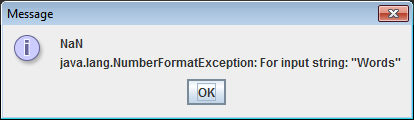 Message
NaN
java.lang.NumberFormatException: For input string: "Words"
OK